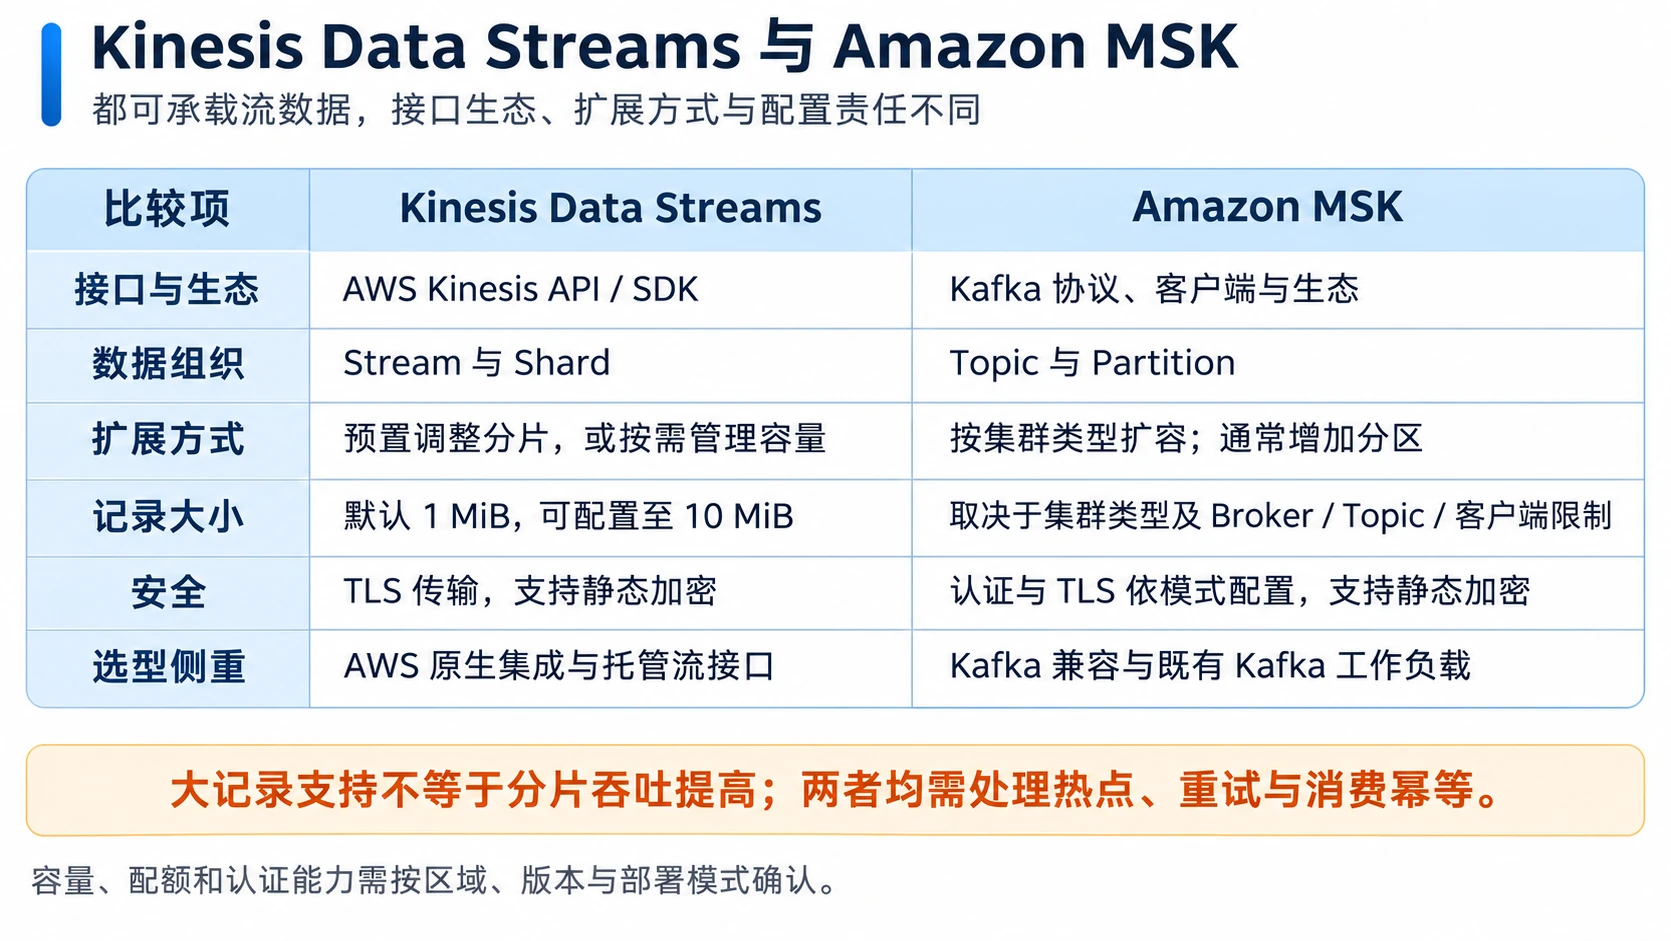 Kinesis Data Streams 与 Amazon MSK
都可承载流数据，接口生态、扩展方式与配置责任不同
比较项 Kinesis Data Streams Amazon MSK
接口与生态 AWS Kinesis API / SDK Kafka 协议、客户端与生态
数据组织 Stream 与 Shard Topic 与 Partition
扩展方式 预置调整分片，或按需管理容量 按集群类型扩容；通常增加分区
记录大小 默认 1 MiB，可配置至 10 MiB 取决于集群类型及 Broker / Topic / 客户端限制
安全 TLS 传输，支持静态加密 认证与 TLS 依模式配置，支持静态加密
选型侧重 AWS 原生集成与托管流接口 Kafka 兼容与既有 Kafka 工作负载
大记录支持不等于分片吞吐提高；两者均需处理热点、重试与消费幂等。
容量、配额和认证能力需按区域、版本与部署模式确认。